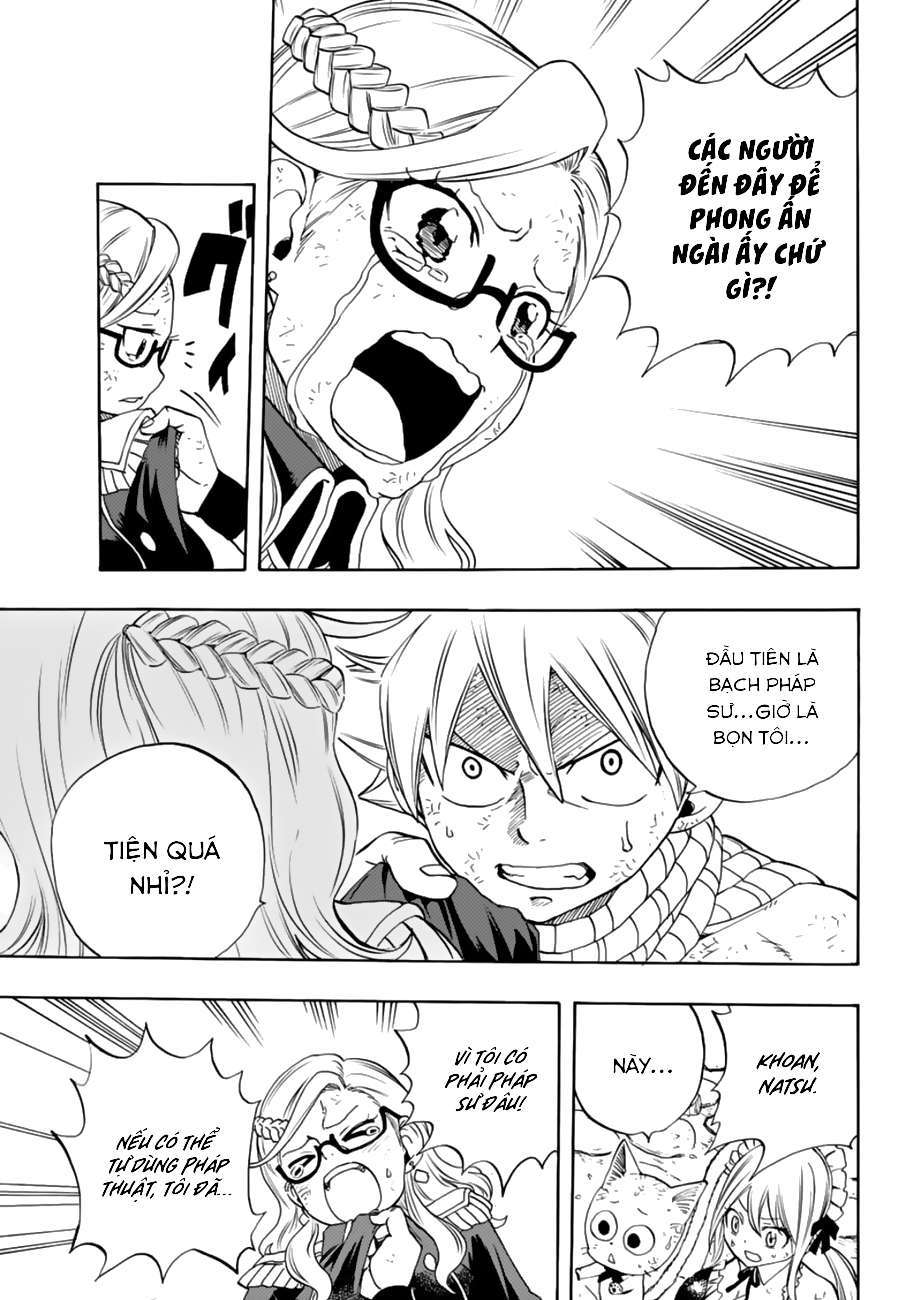 CÁC NGƯỜI
ĐẾN ĐÂY ĐỂ
PHONG ẤN
NGÀI ẤY CHỨ
GÌ?!
グイ
ĐẦU TIÊN LÀ
BẠCH PHÁP
SƯ...GIỜ LÀ
BỌN TÔI...
TIỆN QUÁ
NHỈ?!
KHOAN,
NATSU.
NÀY...
VÌ TÔI CÓ
PHẢI PHÁP
SƯ ĐÂU!
NẾU CÓ THỂ
TỰ DÙNG PHÁP
THUẬT, TÔI ĐÃ...